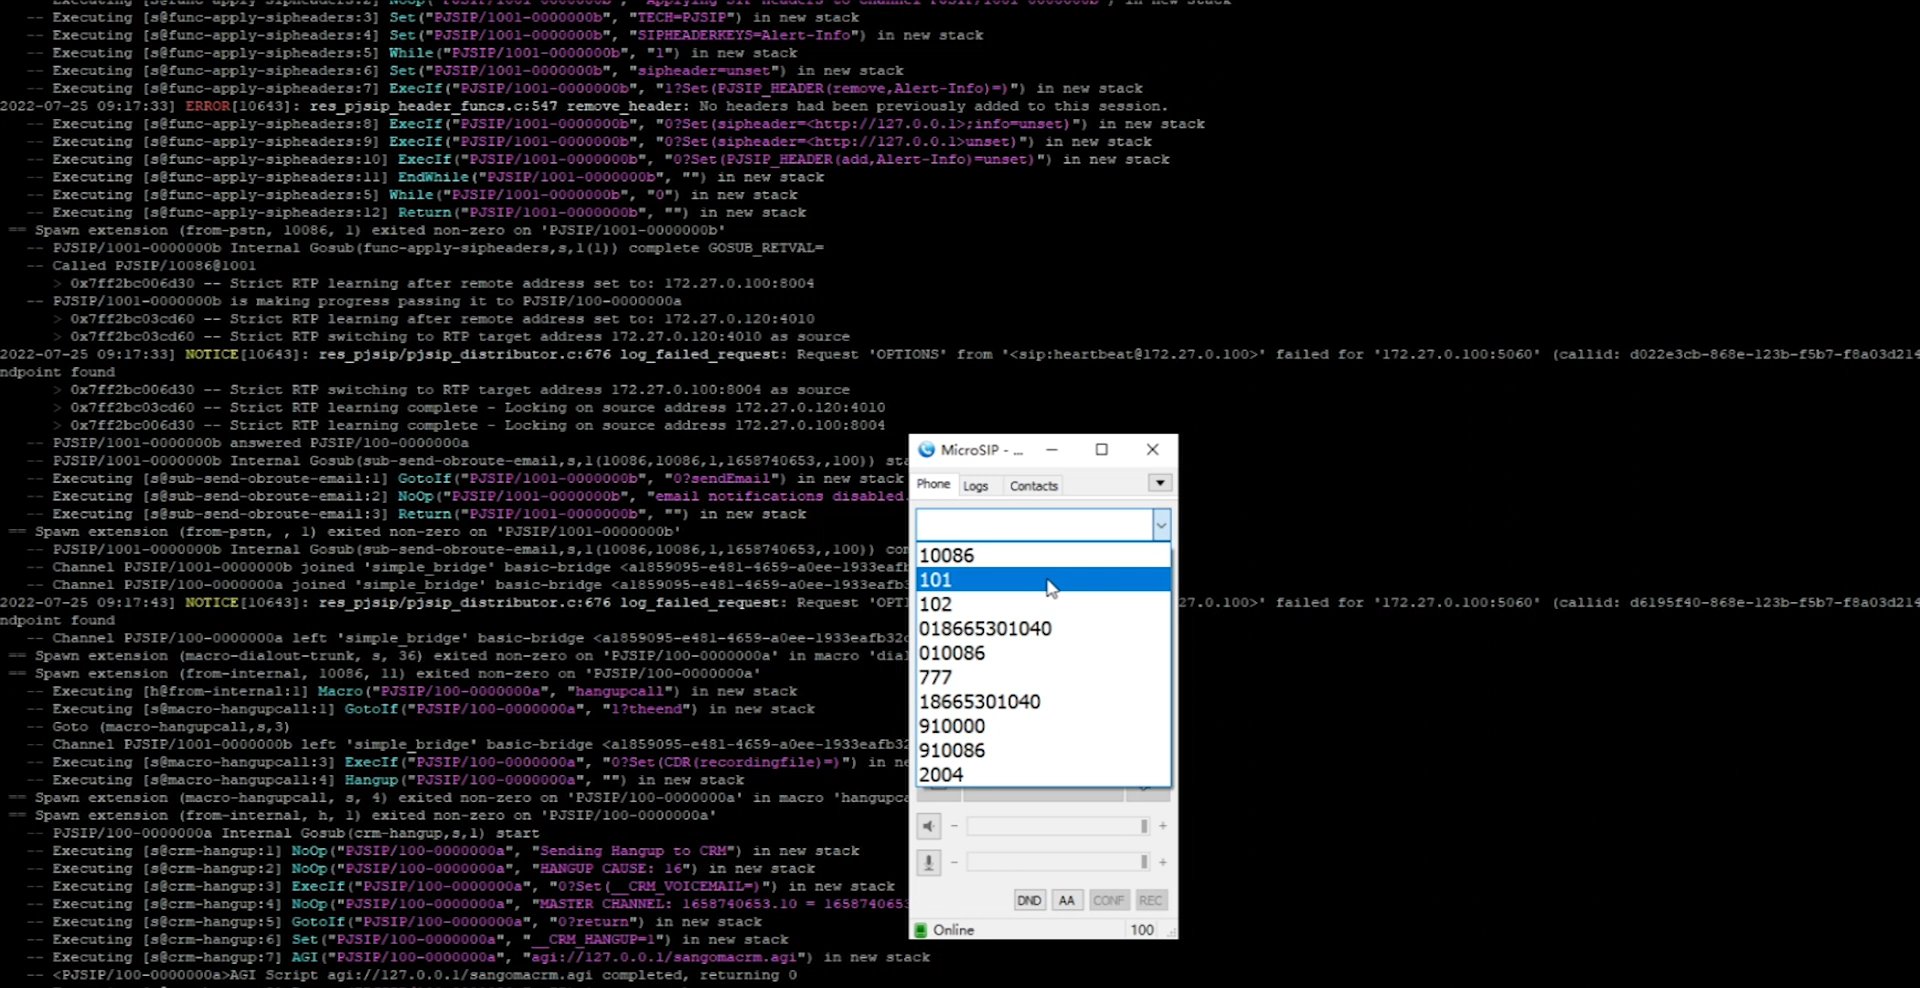 -- Executing [s@func-apply-sipheaders:2] NoOp("PJSIP/1001-0000000b", "Applying SIP headers to channel PJSIP/1001-0000000b") in new stack
-- Executing [s@func-apply-sipheaders:3] Set("PJSIP/1001-0000000b", "TECH=PJSIP") in new stack
-- Executing [s@func-apply-sipheaders:4] Set("PJSIP/1001-0000000b", "SIPHEADERKEYS=Alert-Info") in new stack
-- Executing [s@func-apply-sipheaders:5] While("PJSIP/1001-0000000b", "1") in new stack
-- Executing [s@func-apply-sipheaders:6] Set("PJSIP/1001-0000000b", "sipheader=unset") in new stack
-- Executing [s@func-apply-sipheaders:7] ExecIf("PJSIP/1001-0000000b", "1?Set(PJSIP_HEADER(remove,Alert-Info)=)") in new stack
2022-07-25 09:17:33] ERROR[10643]: res_pjsip_header_funcs.c:547 remove_header: No headers had been previously added to this session.
-- Executing [s@func-apply-sipheaders:8] ExecIf("PJSIP/1001-0000000b", "0?Set(sipheader=<http://127.0.0.1>;info=unset)") in new stack
-- Executing [s@func-apply-sipheaders:9] ExecIf("PJSIP/1001-0000000b", "0?Set(sipheader=<http://127.0.0.1>unset)") in new stack
-- Executing [s@func-apply-sipheaders:10] ExecIf("PJSIP/1001-0000000b", "0?Set(PJSIP_HEADER(add,Alert-Info)=unset)") in new stack
-- Executing [s@func-apply-sipheaders:11] EndWhile("PJSIP/1001-0000000b", "") in new stack
-- Executing [s@func-apply-sipheaders:5] While("PJSIP/1001-0000000b", "0") in new stack
-- Executing [s@func-apply-sipheaders:12] Return("PJSIP/1001-0000000b", "") in new stack
== Spawn extension (from-pstn, 10086, 1) exited non-zero on 'PJSIP/1001-0000000b'
-- PJSIP/1001-0000000b Internal Gosub(func-apply-sipheaders,s,1(1)) complete GOSUB_RETVAL=
-- Called PJSIP/10086@1001
> 0x7ff2bc006d30 -- Strict RTP learning after remote address set to: 172.27.0.100:8004
-- PJSIP/1001-0000000b is making progress passing it to PJSIP/100-0000000a
> 0x7ff2bc03cd60 -- Strict RTP learning after remote address set to: 172.27.0.120:4010
> 0x7ff2bc03cd60 -- Strict RTP switching to RTP target address 172.27.0.120:4010 as source
2022-07-25 09:17:33] NOTICE[10643]: res_pjsip/pjsip_distributor.c:676 log_failed_request: Request 'OPTIONS' from '<sip:heartbeat@172.27.0.100>' failed for '172.27.0.100:5060' (callid: d022e3cb-868e-123b-f5b7-f8a03d214
ndpoint found
> 0x7ff2bc006d30 -- Strict RTP switching to RTP target address 172.27.0.100:8004 as source
> 0x7ff2bc03cd60 -- Strict RTP learning complete - Locking on source address 172.27.0.120:4010
> 0x7ff2bc006d30 -- Strict RTP learning complete - Locking on source address 172.27.0.100:8004
-- PJSIP/1001-0000000b answered PJSIP/100-0000000a
-- PJSIP/1001-0000000b Internal Gosub(sub-send-obroute-email,s,1(10086,10086,1,1658740653,,100)) sta
-- Executing [s@sub-send-obroute-email:1] GotoIf("PJSIP/1001-0000000b", "0?sendEmail") in new stack
-- Executing [s@sub-send-obroute-email:2] NoOp("PJSIP/1001-0000000b", "email notifications disabled.
-- Executing [s@sub-send-obroute-email:3] Return("PJSIP/1001-0000000b", "") in new stack
== Spawn extension (from-pstn, , 1) exited non-zero on 'PJSIP/1001-0000000b'
-- PJSIP/1001-0000000b Internal Gosub(sub-send-obroute-email,s,1(10086,10086,1,1658740653,,100)) com
-- Channel PJSIP/1001-0000000b joined 'simple_bridge' basic-bridge <a1859095-e481-4659-a0ee-1933eafb
-- Channel PJSIP/100-0000000a joined 'simple_bridge' basic-bridge <a1859095-e481-4659-a0ee-1933eafb3
2022-07-25 09:17:43] NOTICE[10643]: res_pjsip/pjsip_distributor.c:676 log_failed_request: Request 'OPT 27.0.100>' failed for '172.27.0.100:5060' (callid: d6195f40-868e-123b-f5b7-f8a03d214
ndpoint found
-- Channel PJSIP/100-0000000a left 'simple_bridge' basic-bridge <a1859095-e481-4659-a0ee-1933eafb32c
== Spawn extension (macro-dialout-trunk, s, 36) exited non-zero on 'PJSIP/100-0000000a' in macro 'dial
== Spawn extension (from-internal, 10086, 11) exited non-zero on 'PJSIP/100-0000000a'
-- Executing [h@from-internal:1] Macro("PJSIP/100-0000000a", "hangupcall") in new stack
-- Executing [s@macro-hangupcall:1] GotoIf("PJSIP/100-0000000a", "1?theend") in new stack
-- Goto (macro-hangupcall,s,3)
-- Channel PJSIP/1001-0000000b left 'simple_bridge' basic-bridge <a1859095-e481-4659-a0ee-1933eafb32
-- Executing [s@macro-hangupcall:3] ExecIf("PJSIP/100-0000000a", "0?Set(CDR(recordingfile)=)") in ne
-- Executing [s@macro-hangupcall:4] Hangup("PJSIP/100-0000000a", "") in new stack
== Spawn extension (macro-hangupcall, s, 4) exited non-zero on 'PJSIP/100-0000000a' in macro 'hangupca
== Spawn extension (from-internal, h, 1) exited non-zero on 'PJSIP/100-0000000a'
-- PJSIP/100-0000000a Internal Gosub(crm-hangup,s,1) start
-- Executing [s@crm-hangup:1] NoOp("PJSIP/100-0000000a", "Sending Hangup to CRM") in new stack
-- Executing [s@crm-hangup:2] NoOp("PJSIP/100-0000000a", "HANGUP CAUSE: 16") in new stack
-- Executing [s@crm-hangup:3] ExecIf("PJSIP/100-0000000a", "0?Set(__CRM_VOICEMAIL=)") in new stack
-- Executing [s@crm-hangup:4] NoOp("PJSIP/100-0000000a", "MASTER CHANNEL: 1658740653.10 = 1658740653
-- Executing [s@crm-hangup:5] GotoIf("PJSIP/100-0000000a", "0?return") in new stack
-- Executing [s@crm-hangup:6] Set("PJSIP/100-0000000a", "__CRM_HANGUP=1") in new stack
-- Executing [s@crm-hangup:7] AGI("PJSIP/100-0000000a", "agi://127.0.0.1/sangomacrm.agi") in new stack
-- <PJSIP/100-0000000a>AGI Script agi://127.0.0.1/sangomacrm.agi completed, returning 0
MicroSIP - ...
Phone Logs Contacts
10086
101
102
018665301040
010086
777
18665301040
910000
910086
2004
DND AA CONF REC
Online 100